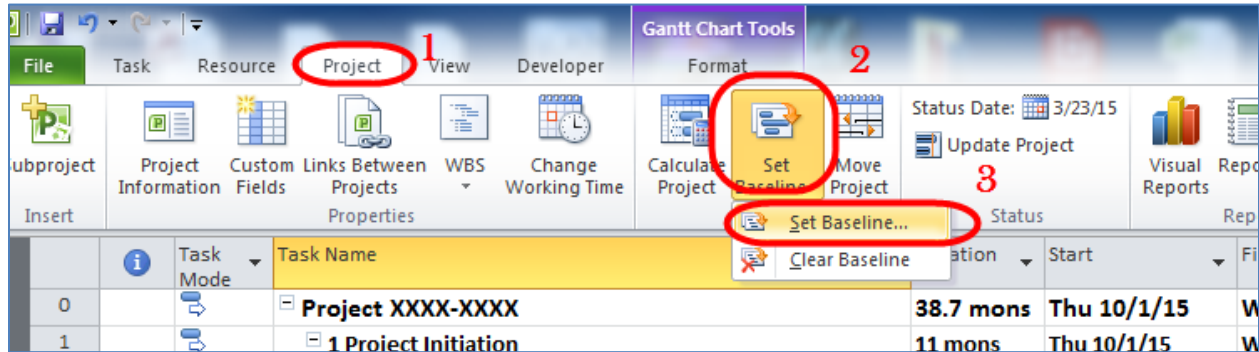 Gantt Chart Tools
File Task Resource Project 1 View Developer Format 2
Status Date: 3/23/15
Update Project
Subproject Project Information Custom Fields Links Between Projects WBS Change Working Time Calculate Project Set Baseline Move Project Visual Reports
3
Insert Properties Status
Set Baseline...
Clear Baseline
Task Mode Task Name Start
0 Project XXXX-XXXX 38.7 mons Thu 10/1/15
1 1 Project Initiation 11 mons Thu 10/1/15